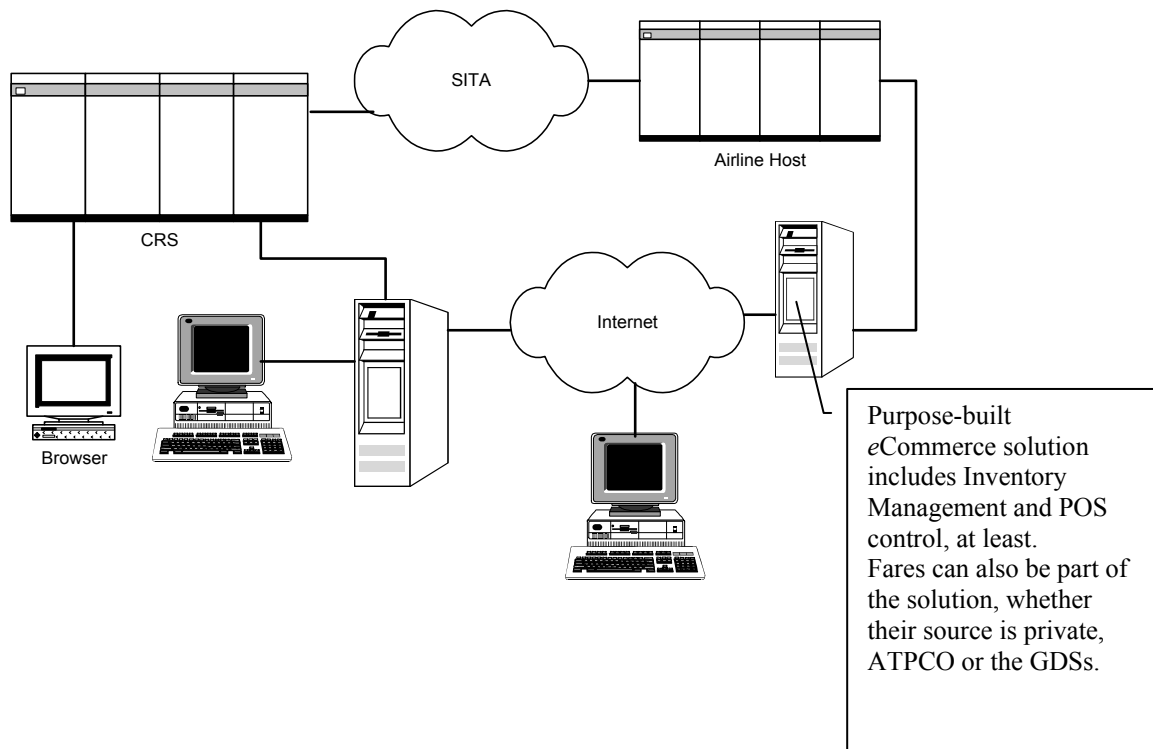 SITA
Airline Host
CRS
Internet
Browser
Purpose-built
eCommerce solution
includes Inventory
Management and POS
control, at least.
Fares can also be part of
the solution, whether
their source is private,
ATPCO or the GDSs.